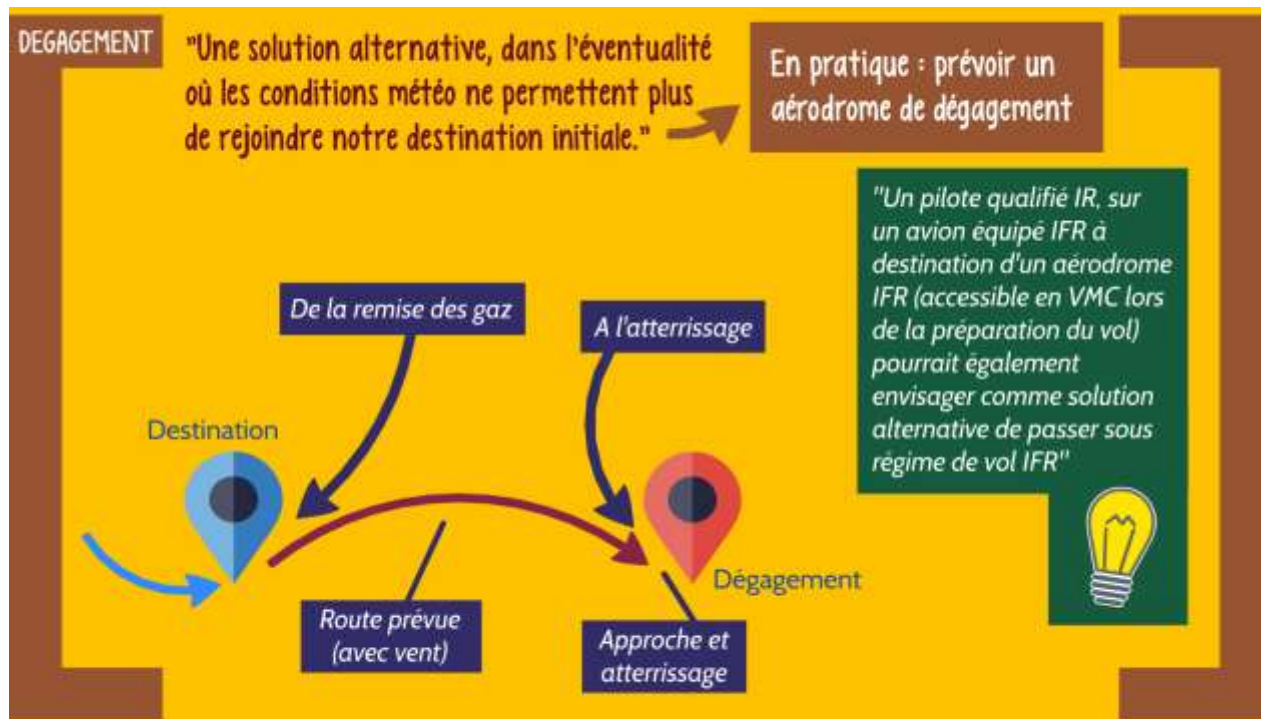 DEGAGEMENT
"Une solution alternative, dans l'éventualité
où les conditions météo ne permettent plus
de rejoindre notre destination initiale."
En pratique : prévoir un
aérodrome de dégagement
"Un pilote qualifié IR, sur
un avion équipé IFR à
destination d'un aérodrome
IFR (accessible en VMC lors
de la préparation du vol)
pourrait également
envisager comme solution
alternative de passer sous
régime de vol IFR"
De la remise des gaz
A l'atterrissage
Destination
Dégagement
Route prévue
(avec vent)
Approche et
atterrissage